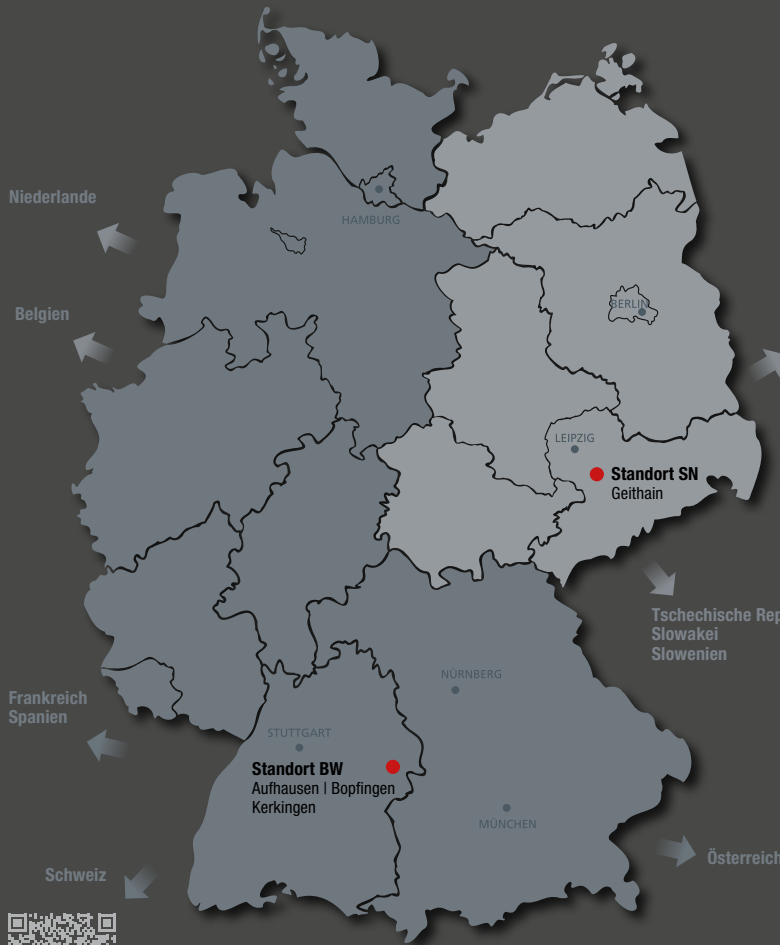 Niederlande
HAMBURG
Belgien
BERLIN
LEIPZIG
Standort SN
Geithain
Tschechische Rep
Slowakei
Slowenien
NÜRNBERG
Frankreich
Spanien
STUTTGART
Standort BW
Aufhausen | Bopfingen
Kerkingen
MÜNCHEN
Österreich
Schweiz